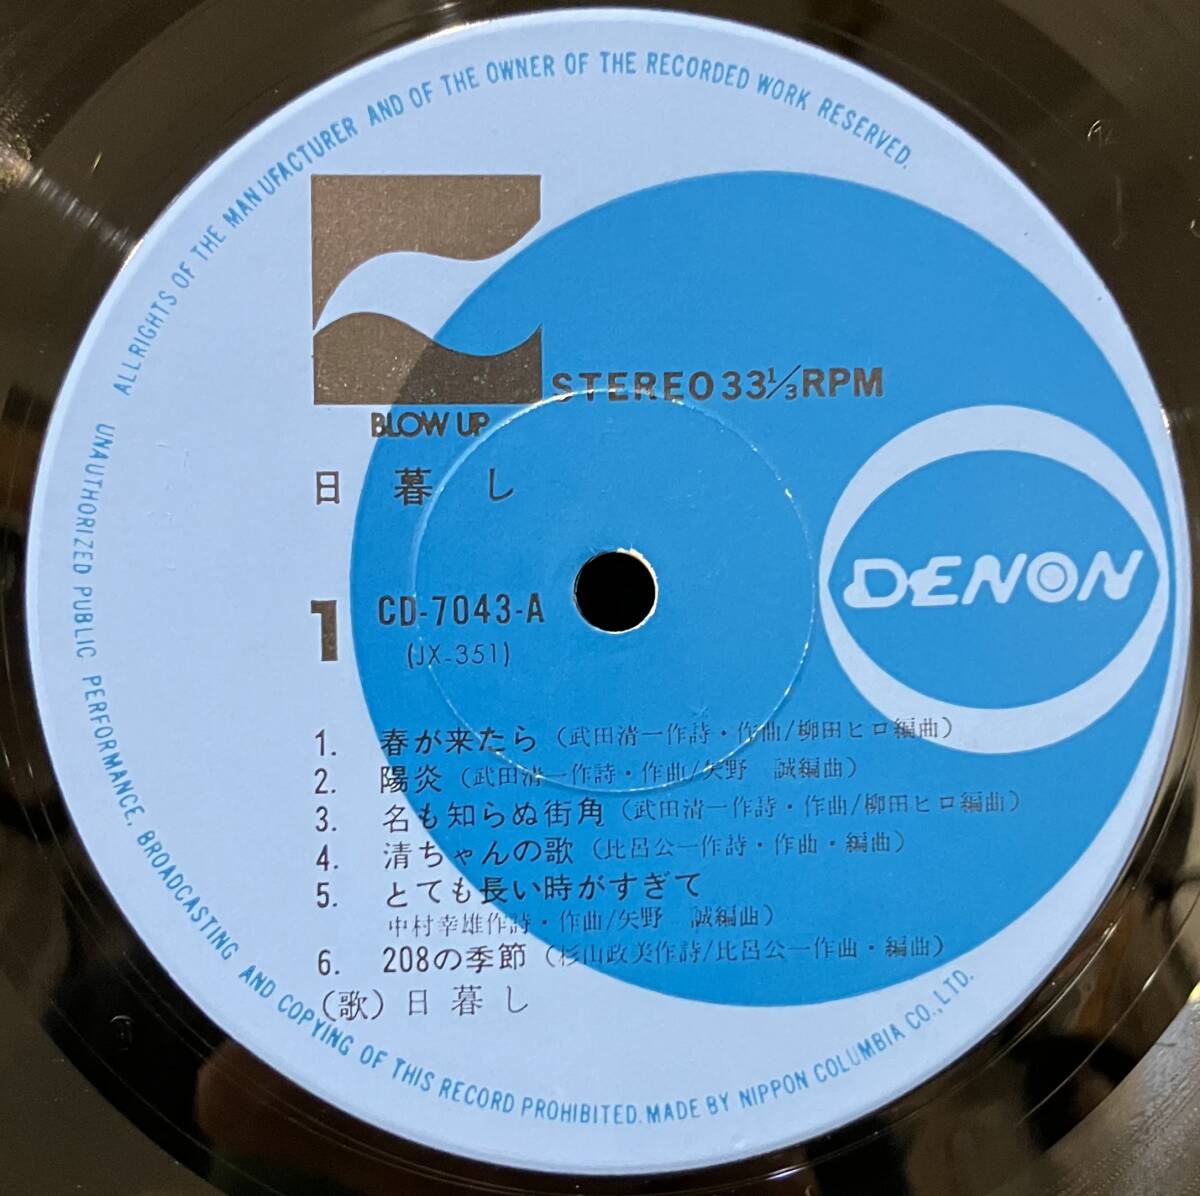 ALL RIGHTS OF THE MANUFACTURER AND OF THE OWNER OF THE RECORDED WORK RESERVED.
BLOW UP
STEREO 33 1/3 RPM
日暮し
DENON
1
CD-7043-A
(JX-351)
1. 春が来たら (武田清一作詩・作曲/柳田ヒロ編曲)
2. 陽炎 (武田清一作詩・作曲/矢野 誠編曲)
3. 名も知らぬ街角 (武田清一作詩・作曲/柳田ヒロ編曲)
4. 清ちゃんの歌 (比呂公一作詩・作曲・編曲)
5. とても長い時がすぎて
中村幸雄作詩・作曲/矢野 誠編曲)
6. 208の季節 (杉山政美作詩/比呂公一作曲・編曲)
(歌) 日暮し
UNAUTHORIZED PUBLIC PERFORMANCE, BROADCASTING AND COPYING OF THIS RECORD PROHIBITED. MADE BY NIPPON COLUMBIA CO., LTD.